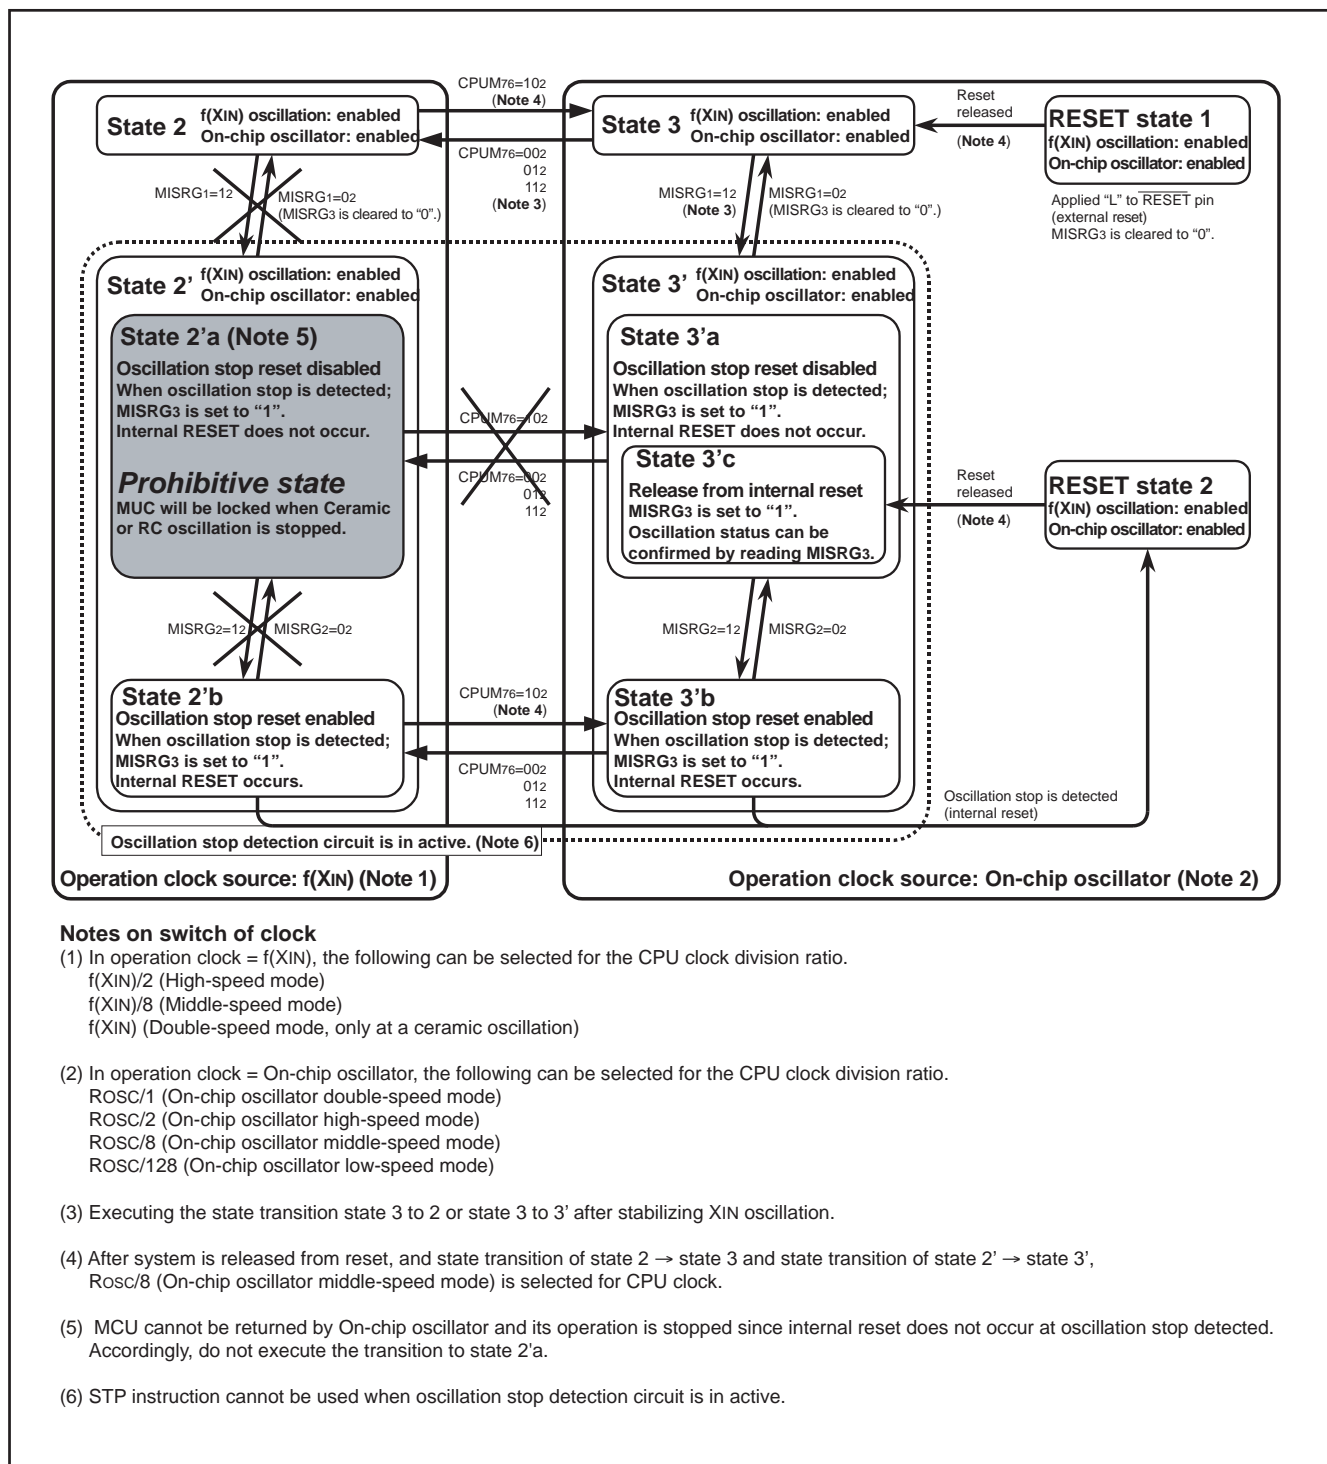 CPUM76=102
(Note 4)
State 2
f(XIN) oscillation: enabled
On-chip oscillator: enabled
State 3
f(XIN) oscillation: enabled
On-chip oscillator: enabled
Reset
released
(Note 4)
RESET state 1
f(XIN) oscillation: enabled
On-chip oscillator: enabled
CPUM76=002
012
112
(Note 3)
MISRG1=12
MISRG1=02
(MISRG3 is cleared to “0”.)
MISRG1=12
(Note 3)
MISRG1=02
(MISRG3 is cleared to “0”.)
Applied “L” to RESET pin
(external reset)
MISRG3 is cleared to “0”.
State 2’
f(XIN) oscillation: enabled
On-chip oscillator: enabled
State 3’
f(XIN) oscillation: enabled
On-chip oscillator: enabled
State 2’a (Note 5)
Oscillation stop reset disabled
When oscillation stop is detected;
MISRG3 is set to “1”.
Internal RESET does not occur.
Prohibitive state
MUC will be locked when Ceramic
or RC oscillation is stopped.
CPUM76=102
CPUM76=002
012
112
State 3’a
Oscillation stop reset disabled
When oscillation stop is detected;
MISRG3 is set to “1”.
Internal RESET does not occur.
State 3’c
Release from internal reset
MISRG3 is set to “1”.
Oscillation status can be
confirmed by reading MISRG3.
Reset
released
(Note 4)
RESET state 2
f(XIN) oscillation: enabled
On-chip oscillator: enabled
MISRG2=12
MISRG2=02
MISRG2=12
MISRG2=02
State 2’b
Oscillation stop reset enabled
When oscillation stop is detected;
MISRG3 is set to “1”.
Internal RESET occurs.
CPUM76=102
(Note 4)
CPUM76=002
012
112
State 3’b
Oscillation stop reset enabled
When oscillation stop is detected;
MISRG3 is set to “1”.
Internal RESET occurs.
Oscillation stop is detected
(internal reset)
Oscillation stop detection circuit is in active. (Note 6)
Operation clock source: f(XIN) (Note 1)
Operation clock source: On-chip oscillator (Note 2)
Notes on switch of clock
(1) In operation clock = f(XIN), the following can be selected for the CPU clock division ratio.
f(XIN)/2 (High-speed mode)
f(XIN)/8 (Middle-speed mode)
f(XIN) (Double-speed mode, only at a ceramic oscillation)
(2) In operation clock = On-chip oscillator, the following can be selected for the CPU clock division ratio.
ROSC/1 (On-chip oscillator double-speed mode)
ROSC/2 (On-chip oscillator high-speed mode)
ROSC/8 (On-chip oscillator middle-speed mode)
ROSC/128 (On-chip oscillator low-speed mode)
(3) Executing the state transition state 3 to 2 or state 3 to 3’ after stabilizing XIN oscillation.
(4) After system is released from reset, and state transition of state 2 → state 3 and state transition of state 2’ → state 3’,
ROSC/8 (On-chip oscillator middle-speed mode) is selected for CPU clock.
(5) MCU cannot be returned by On-chip oscillator and its operation is stopped since internal reset does not occur at oscillation stop detected.
Accordingly, do not execute the transition to state 2’a.
(6) STP instruction cannot be used when oscillation stop detection circuit is in active.